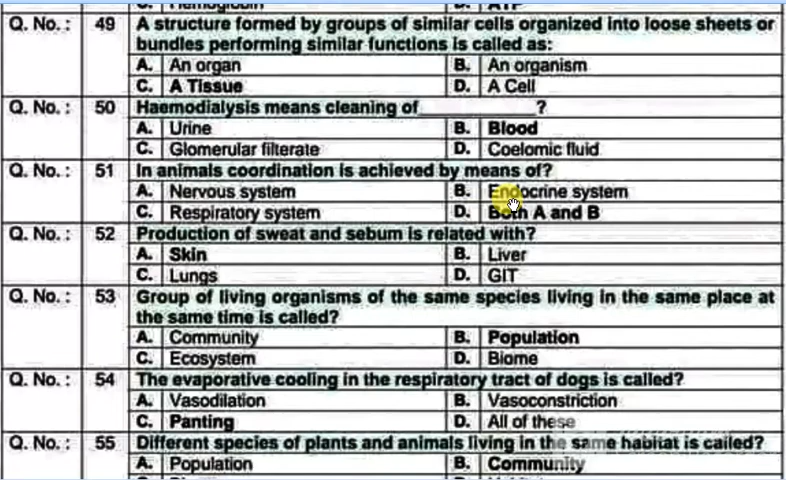 C. Haemoglobin D. ATP
Q. No. : 49 A structure formed by groups of similar cells organized into loose sheets or
bundles performing similar functions is called as:
A. An organ B. An organism
C. A Tissue D. A Cell
Q. No. : 50 Haemodialysis means cleaning of__________?
A. Urine B. Blood
C. Glomerular filterate D. Coelomic fluid
Q. No. : 51 In animals coordination is achieved by means of?
A. Nervous system B. Endocrine system
C. Respiratory system D. Both A and B
Q. No. : 52 Production of sweat and sebum is related with?
A. Skin B. Liver
C. Lungs D. GIT
Q. No. : 53 Group of living organisms of the same species living in the same place at
the same time is called?
A. Community B. Population
C. Ecosystem D. Biome
Q. No. : 54 The evaporative cooling in the respiratory tract of dogs is called?
A. Vasodilation B. Vasoconstriction
C. Panting D. All of these
Q. No. : 55 Different species of plants and animals living in the same habitat is called?
A. Population B. Community